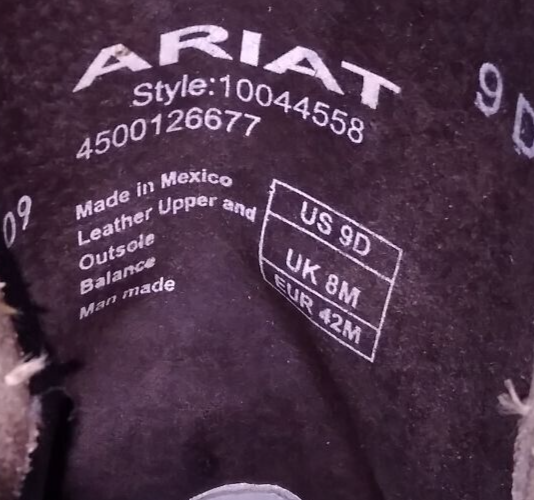 ARIAT
Style:10044558
4500126677
Made in Mexico
Leather Upper and
Outsole
Balance
Man made
US 9D
UK 8M
EUR 42M
9 D
09